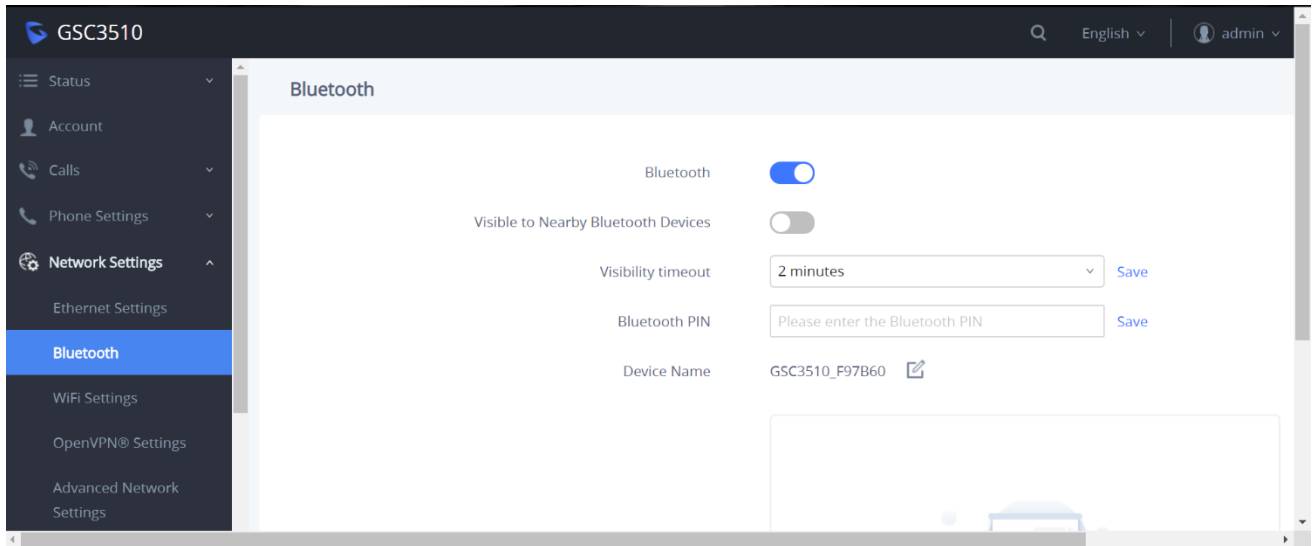 GSC3510
English
admin
Status
Account
Calls
Phone Settings
Network Settings
Ethernet Settings
Bluetooth
WiFi Settings
OpenVPN® Settings
Advanced Network
Settings
Bluetooth
Bluetooth
Visible to Nearby Bluetooth Devices
Visibility timeout
2 minutes
Save
Bluetooth PIN
Please enter the Bluetooth PIN
Save
Device Name
GSC3510_F97B60